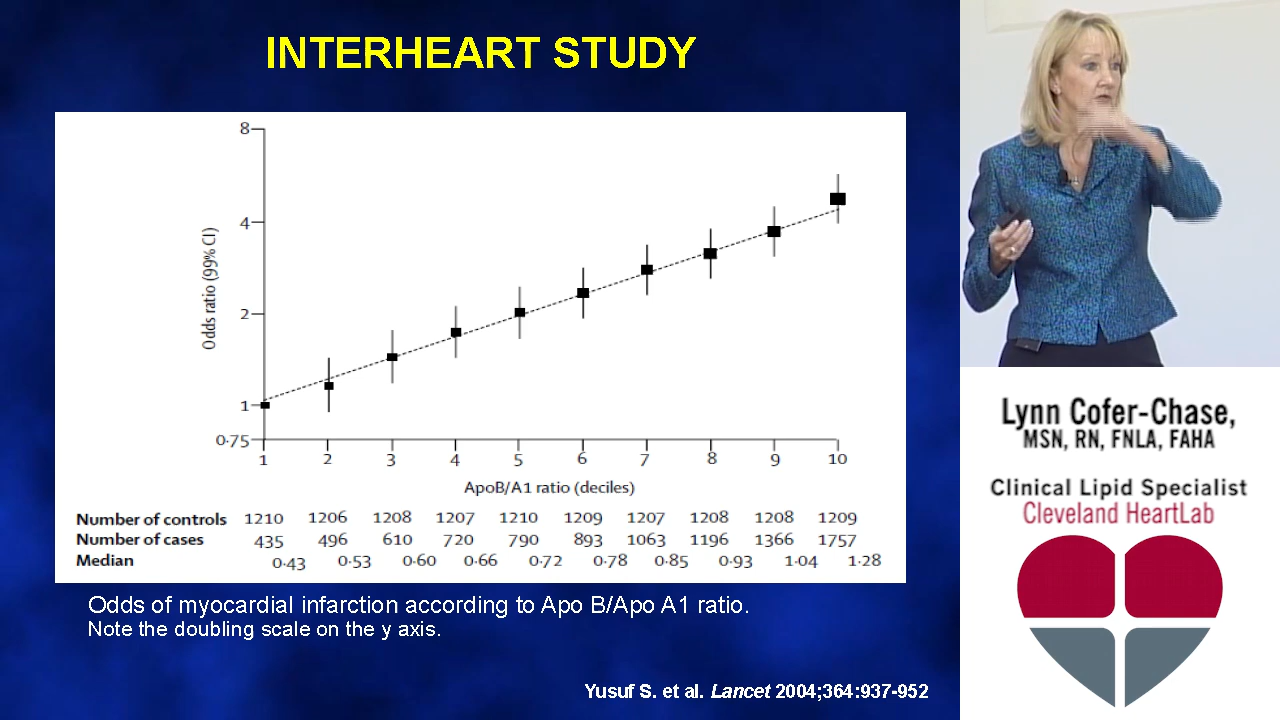 INTERHEART STUDY
8
4
2
1
0·75
Odds ratio (99% CI)
1 2 3 4 5 6 7 8 9 10
ApoB/A1 ratio (deciles)
Number of controls 1210 1206 1208 1207 1210 1209 1207 1208 1208 1209
Number of cases 435 496 610 720 790 893 1063 1196 1366 1757
Median 0·43 0·53 0·60 0·66 0·72 0·78 0·85 0·93 1·04 1·28
Odds of myocardial infarction according to Apo B/Apo A1 ratio.
Note the doubling scale on the y axis.
Yusuf S. et al. Lancet 2004;364:937-952
Lynn Cofer-Chase,
MSN, RN, FNLA, FAHA
Clinical Lipid Specialist
Cleveland HeartLab